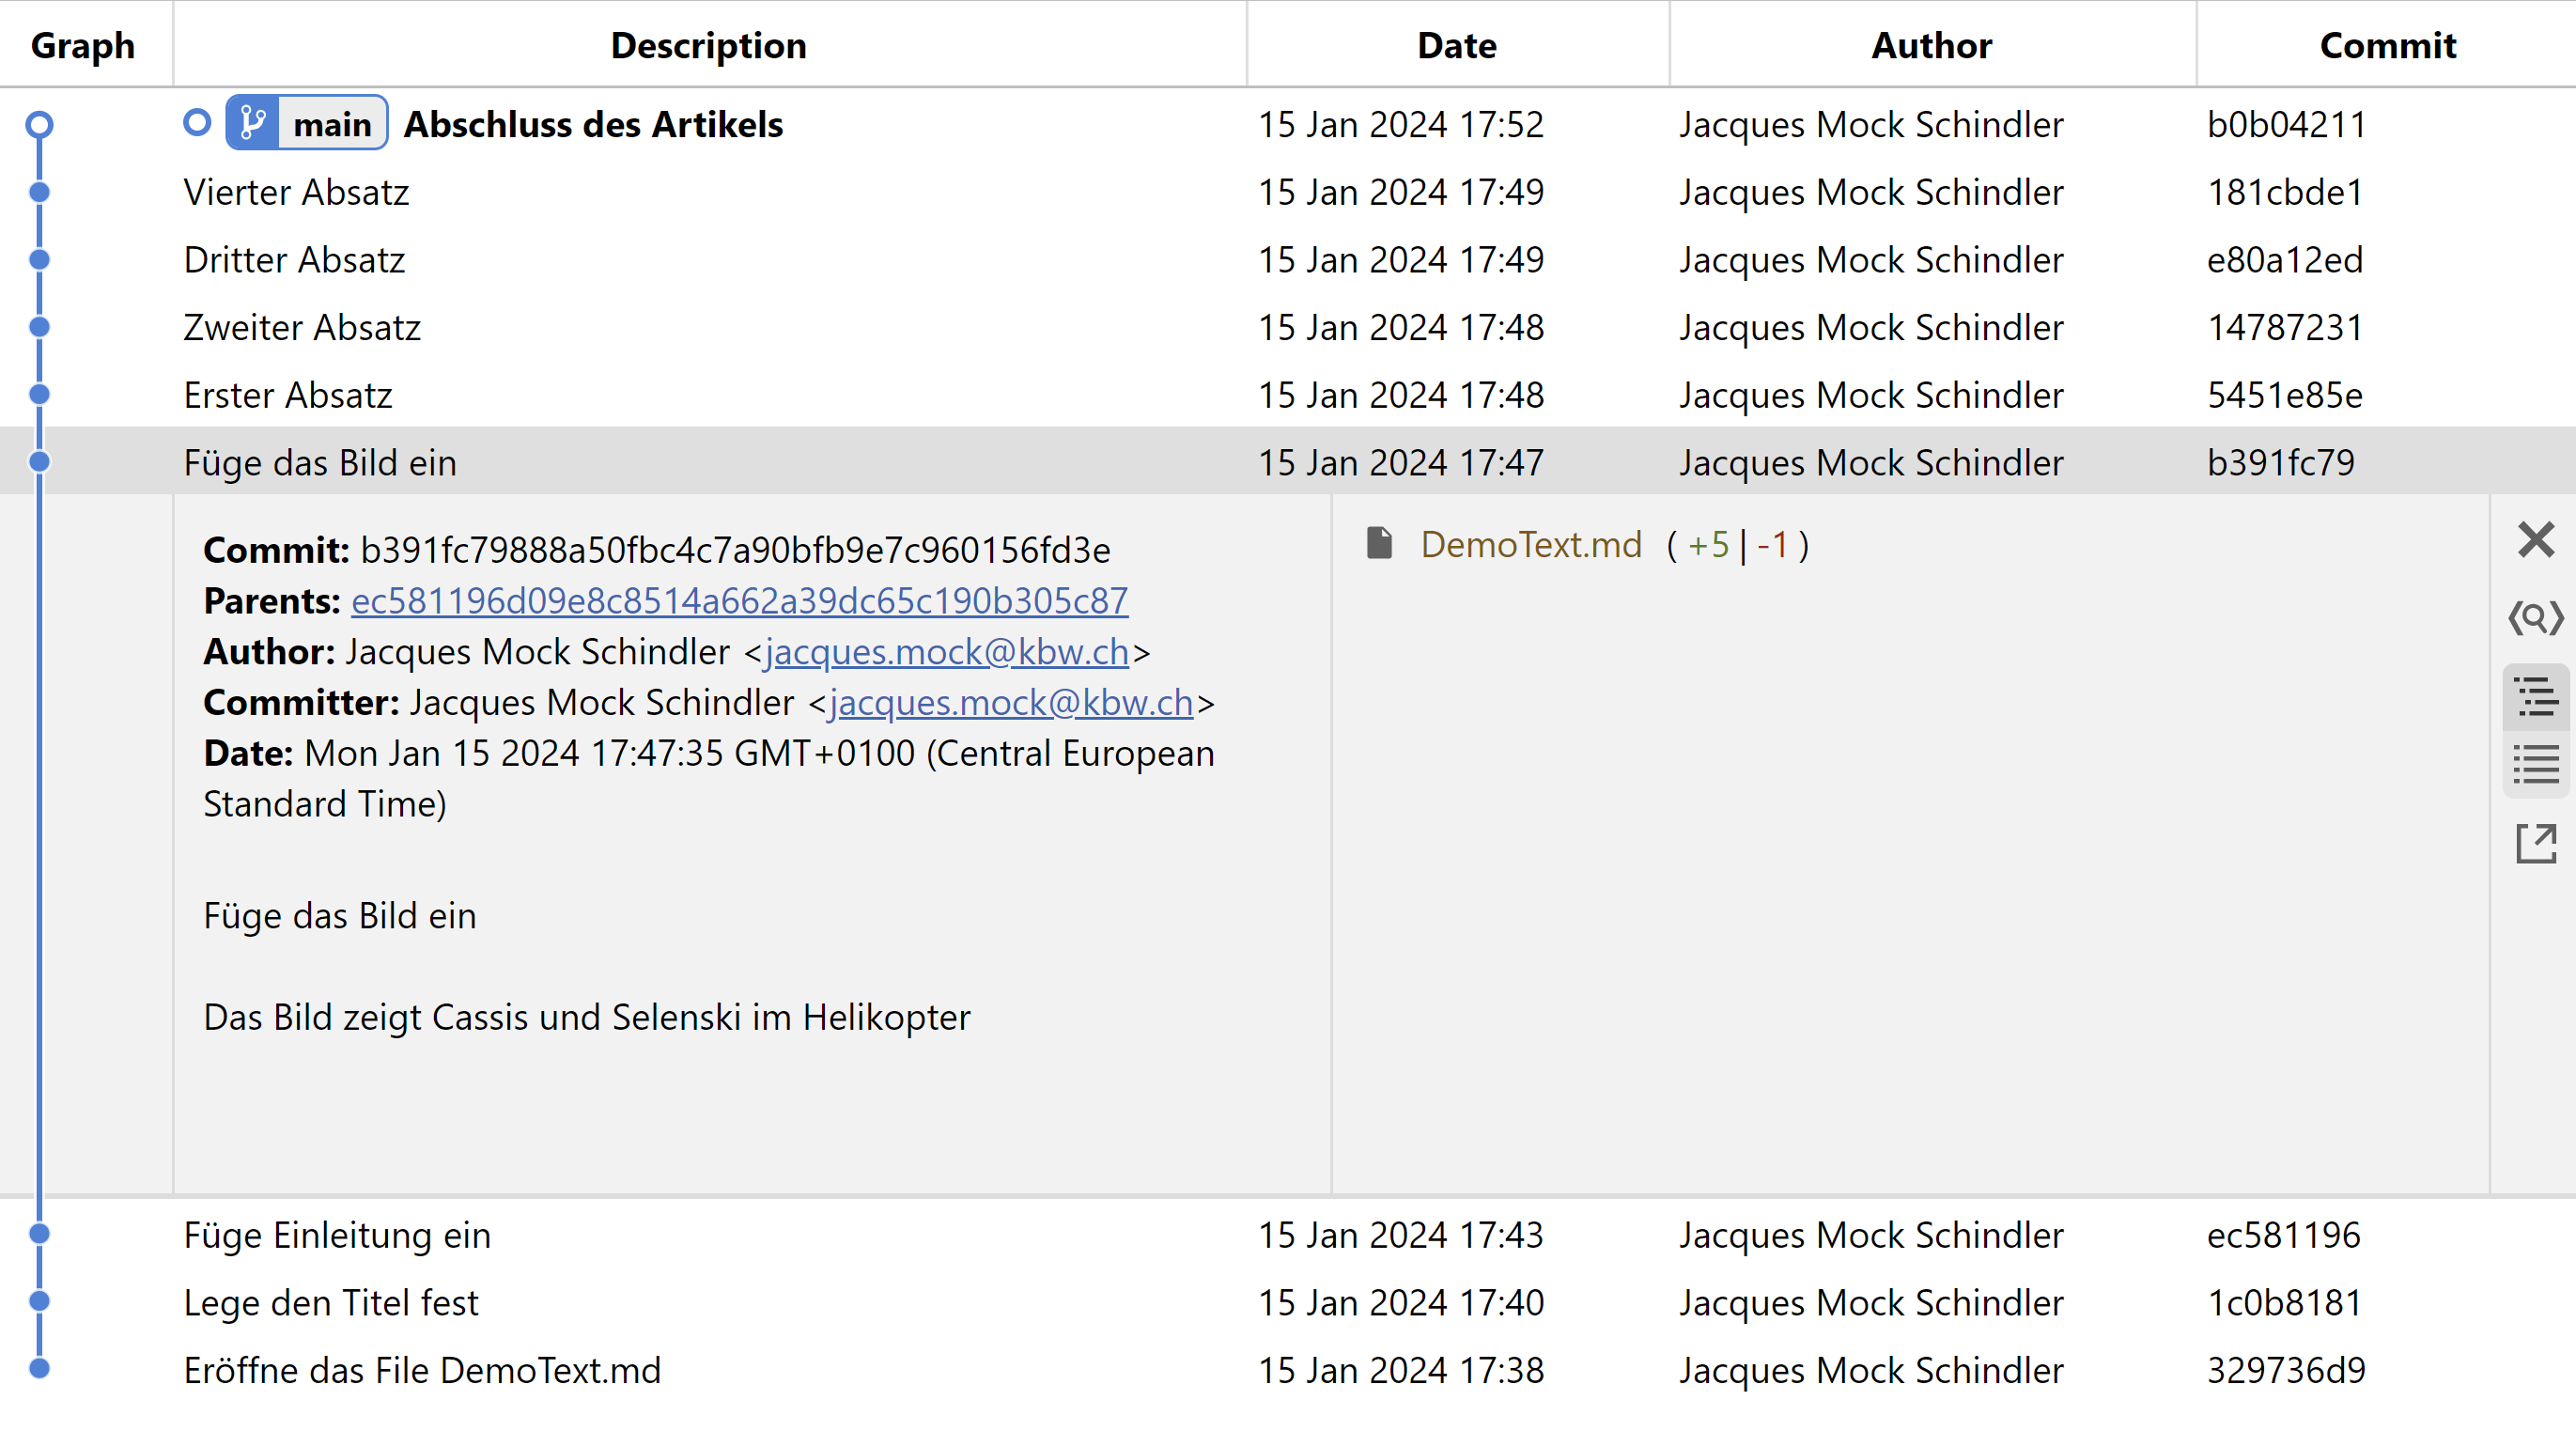 Graph Description Date Author Commit
main Abschluss des Artikels 15 Jan 2024 17:52 Jacques Mock Schindler b0b04211
Vierter Absatz 15 Jan 2024 17:49 Jacques Mock Schindler 181cbde1
Dritter Absatz 15 Jan 2024 17:49 Jacques Mock Schindler e80a12ed
Zweiter Absatz 15 Jan 2024 17:48 Jacques Mock Schindler 14787231
Erster Absatz 15 Jan 2024 17:48 Jacques Mock Schindler 5451e85e
Füge das Bild ein 15 Jan 2024 17:47 Jacques Mock Schindler b391fc79
Commit: b391fc79888a50fbc4c7a90bfb9e7c960156fd3e
Parents: ec581196d09e8c8514a662a39dc65c190b305c87
Author: Jacques Mock Schindler <jacques.mock@kbw.ch>
Committer: Jacques Mock Schindler <jacques.mock@kbw.ch>
Date: Mon Jan 15 2024 17:47:35 GMT+0100 (Central European
Standard Time)
Füge das Bild ein
Das Bild zeigt Cassis und Selenski im Helikopter
DemoText.md ( +5 | -1 )
Füge Einleitung ein 15 Jan 2024 17:43 Jacques Mock Schindler ec581196
Lege den Titel fest 15 Jan 2024 17:40 Jacques Mock Schindler 1c0b8181
Eröffne das File DemoText.md 15 Jan 2024 17:38 Jacques Mock Schindler 329736d9